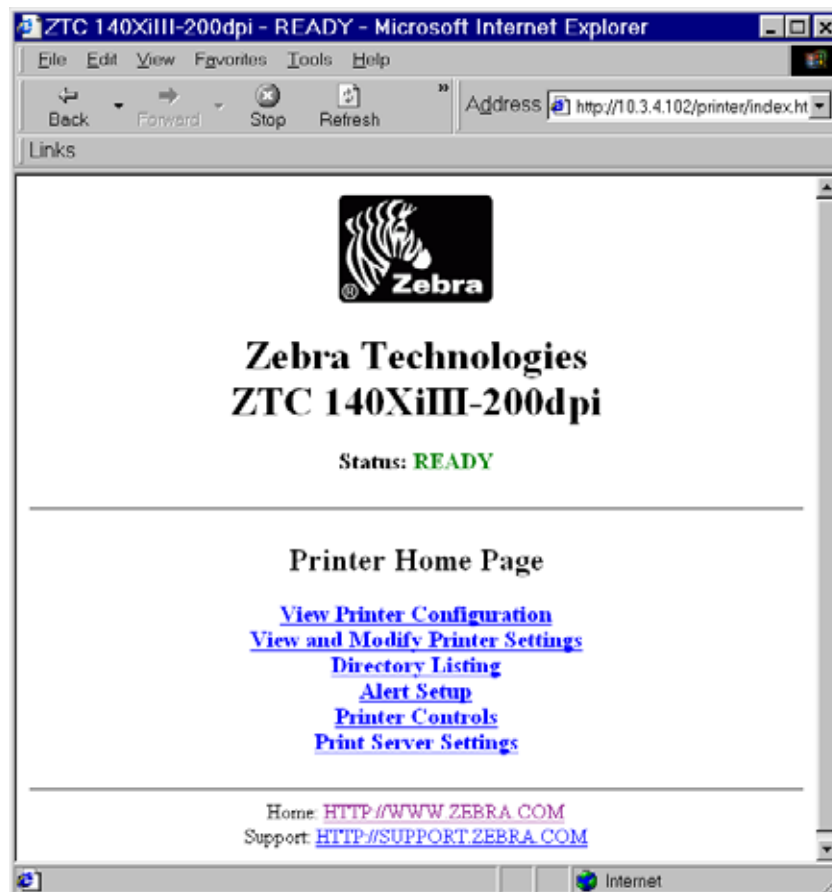 ZTC 140XiIII-200dpi - READY - Microsoft Internet Explorer
File Edit View Favorites Tools Help
Back Forward Stop Refresh » Address http://10.3.4.102/printer/index.ht
Links
® Zebra
Zebra Technologies
ZTC 140XiIII-200dpi
Status: READY
Printer Home Page
View Printer Configuration
View and Modify Printer Settings
Directory Listing
Alert Setup
Printer Controls
Print Server Settings
Home: HTTP://WWW.ZEBRA.COM
Support: HTTP://SUPPORT.ZEBRA.COM
Internet